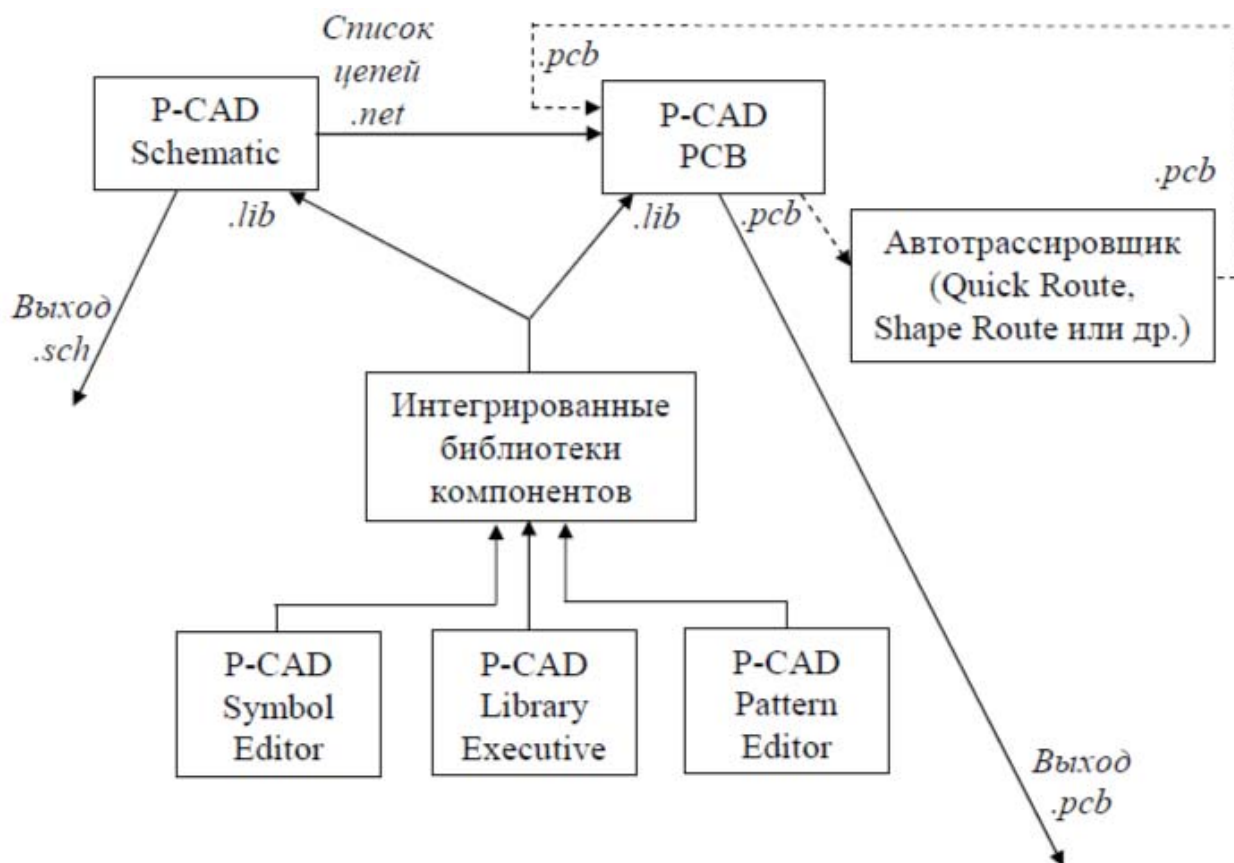 Список
цепей
.net
.pcb
P-CAD
Schematic
P-CAD
PCB
.pcb
.lib
.lib
.pcb
Автотрассировщик
(Quick Route,
Shape Route или др.)
Выход
.sch
Интегрированные
библиотеки
компонентов
P-CAD
Symbol
Editor
P-CAD
Library
Executive
P-CAD
Pattern
Editor
Выход
.pcb